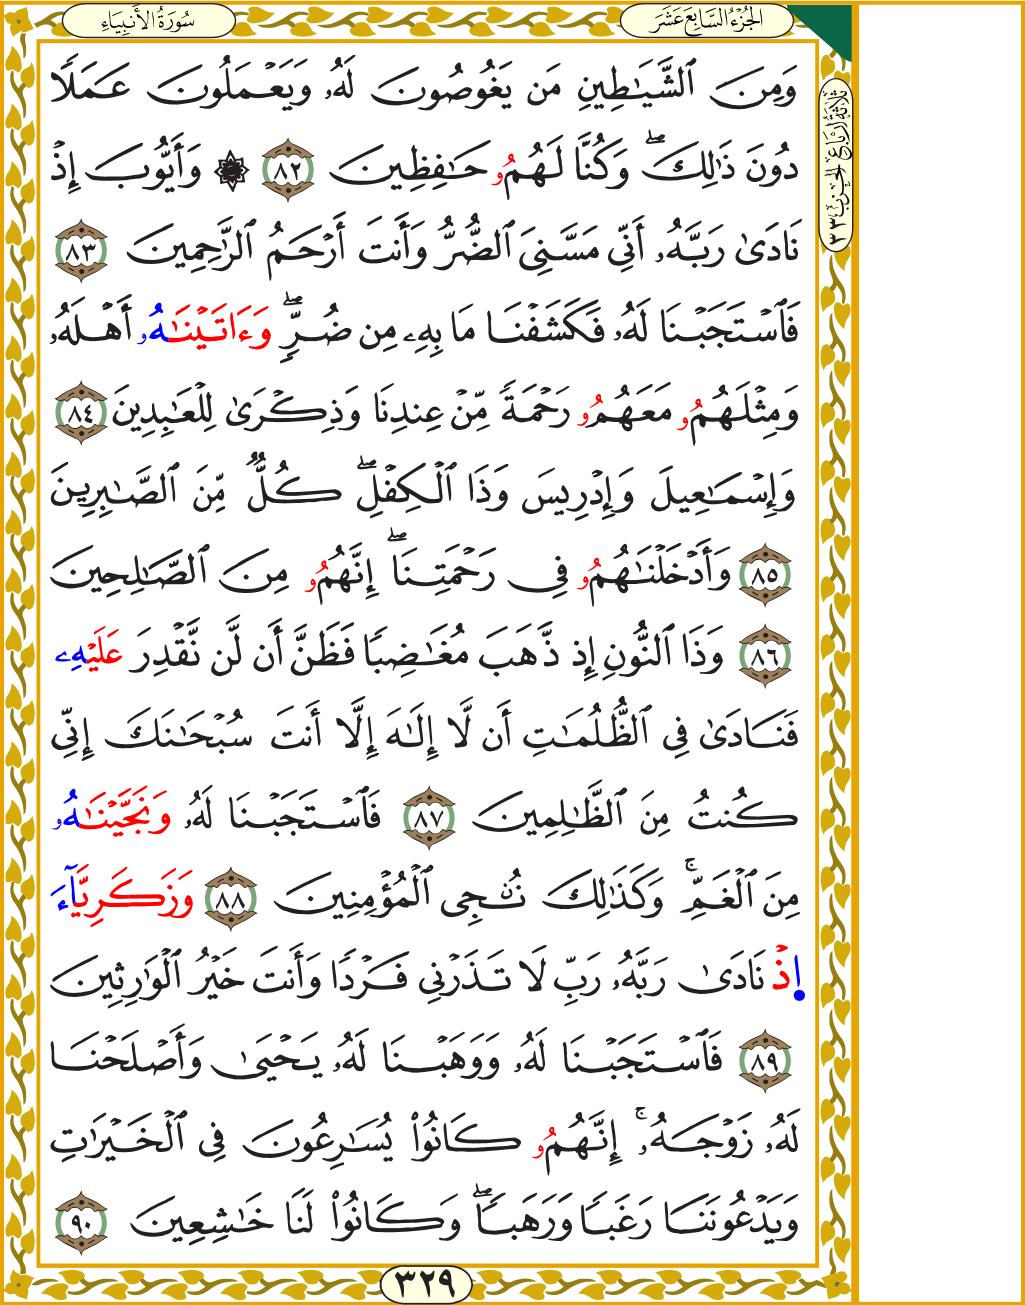 سُورَةُ الأَنبِيَاءِ
الجُزْءُ السَّابِعَ عَشَرَ
ثلاثة أرباع الحزب ٣٣
وَمِنَ ٱلشَّيَٰطِينِ مَن يَغُوصُونَ لَهُۥ وَيَعْمَلُونَ عَمَلًا
دُونَ ذَٰلِكَۖ وَكُنَّا لَهُمُۥ حَٰفِظِينَ ٨٢ ۞ وَأَيُّوبَ إِذْ
نَادَىٰ رَبَّهُۥٓ أَنِّى مَسَّنِىَ ٱلضُّرُّ وَأَنتَ أَرْحَمُ ٱلرَّٰحِمِينَ ٨٣
فَٱسْتَجَبْنَا لَهُۥ فَكَشَفْنَا مَا بِهِۦ مِن ضُرٍّۖ وَءَاتَيْنَٰهُۥ أَهْلَهُۥ
وَمِثْلَهُمُۥ مَعَهُمُۥ رَحْمَةً مِّنْ عِندِنَا وَذِكْرَىٰ لِلْعَٰبِدِينَ ٨٤
وَإِسْمَٰعِيلَ وَإِدْرِيسَ وَذَا ٱلْكِفْلِۖ كُلٌّ مِّنَ ٱلصَّٰبِرِينَ
٨٥ وَأَدْخَلْنَٰهُمُۥ فِى رَحْمَتِنَاۖ إِنَّهُمُۥ مِنَ ٱلصَّٰلِحِينَ
٨٦ وَذَا ٱلنُّونِ إِذ ذَّهَبَ مُغَٰضِبًا فَظَنَّ أَن لَّن نَّقْدِرَ عَلَيْهِۦ
فَنَادَىٰ فِى ٱلظُّلُمَٰتِ أَن لَّا إِلَٰهَ إِلَّا أَنتَ سُبْحَٰنَكَ إِنِّى
كُنتُ مِنَ ٱلظَّٰلِمِينَ ٨٧ فَٱسْتَجَبْنَا لَهُۥ وَنَجَّيْنَٰهُۥ
مِنَ ٱلْغَمِّۚ وَكَذَٰلِكَ نُۨجِى ٱلْمُؤْمِنِينَ ٨٨ وَزَكَرِيَّآءَ
اِذْ نَادَىٰ رَبَّهُۥ رَبِّ لَا تَذَرْنِى فَرْدًا وَأَنتَ خَيْرُ ٱلْوَٰرِثِينَ
٨٩ فَٱسْتَجَبْنَا لَهُۥ وَوَهَبْنَا لَهُۥ يَحْيَىٰ وَأَصْلَحْنَا
لَهُۥ زَوْجَهُۥۚ إِنَّهُمُۥ كَانُوا۟ يُسَٰرِعُونَ فِى ٱلْخَيْرَٰتِ
وَيَدْعُونَنَا رَغَبًا وَرَهَبًاۖ وَكَانُوا۟ لَنَا خَٰشِعِينَ ٩٠
٣٢٩